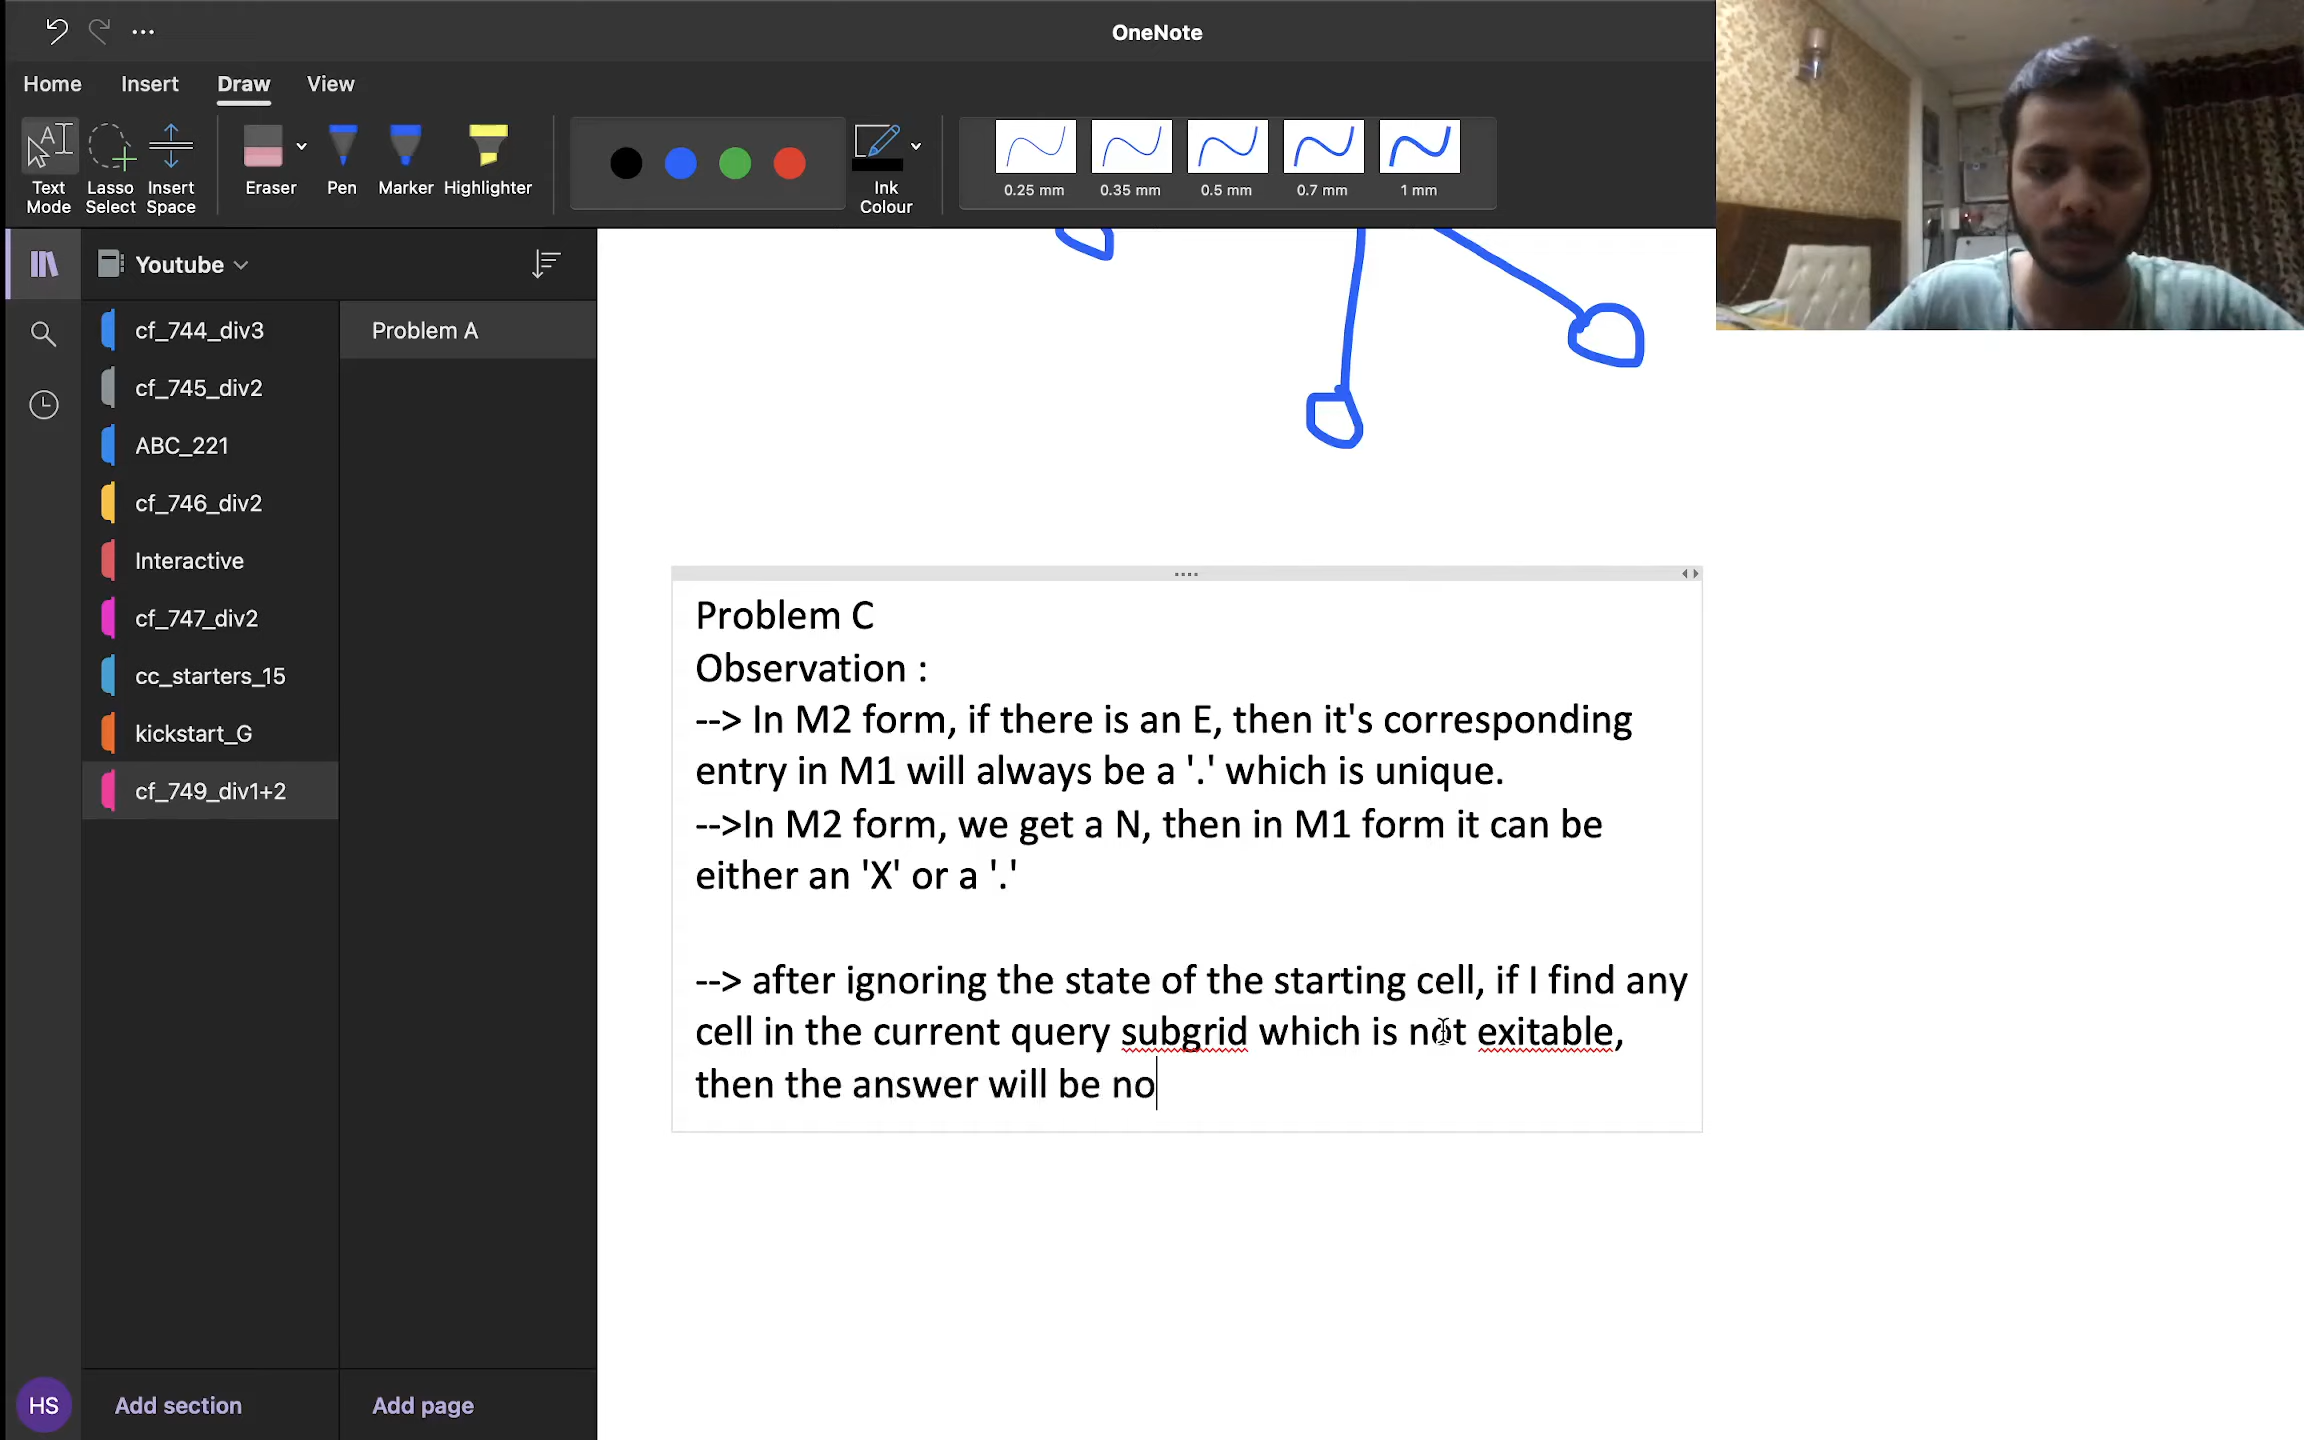 OneNote
Home Insert Draw View
Text Mode
Lasso Select
Insert Space
Eraser
Pen
Marker
Highlighter
Ink Colour
0.25 mm
0.35 mm
0.5 mm
0.7 mm
1 mm
Youtube
cf_744_div3
cf_745_div2
ABC_221
cf_746_div2
Interactive
cf_747_div2
cc_starters_15
kickstart_G
cf_749_div1+2
Problem A
Problem C
Observation :
--> In M2 form, if there is an E, then it's corresponding
entry in M1 will always be a '.' which is unique.
-->In M2 form, we get a N, then in M1 form it can be
either an 'X' or a '.'
--> after ignoring the state of the starting cell, if I find any
cell in the current query subgrid which is not exitable,
then the answer will be no
HS
Add section
Add page